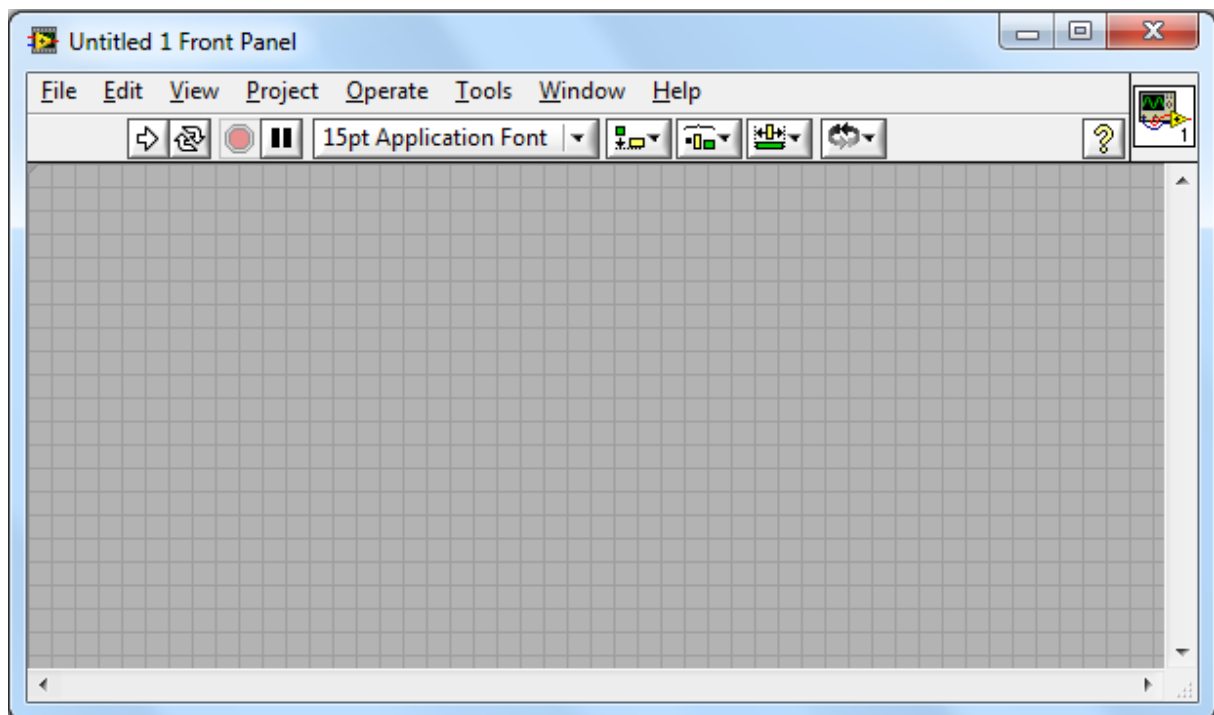 Untitled 1 Front Panel
File Edit View Project Operate Tools Window Help
15pt Application Font
?
1